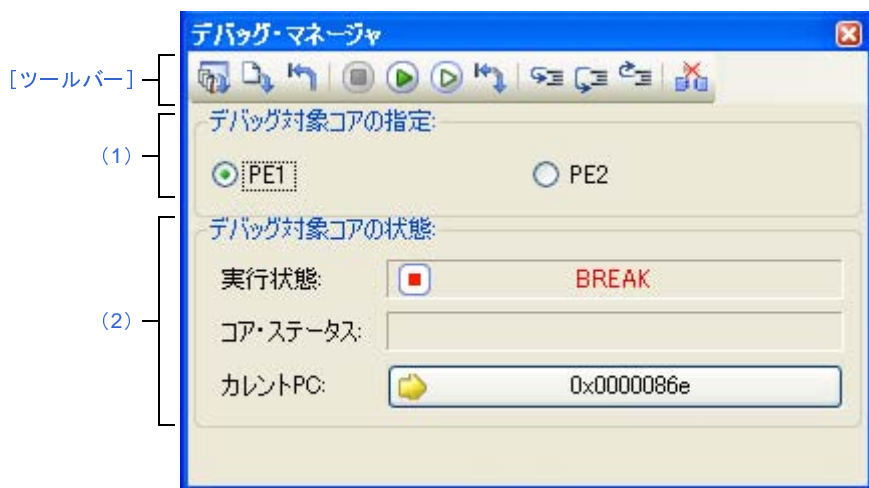 デバッグ・マネージャ
[ツールバー]
デバッグ対象コアの指定:
(1)
PE1 PE2
デバッグ対象コアの状態:
実行状態: BREAK
(2)
コア・ステータス:
カレントPC: 0x0000086e